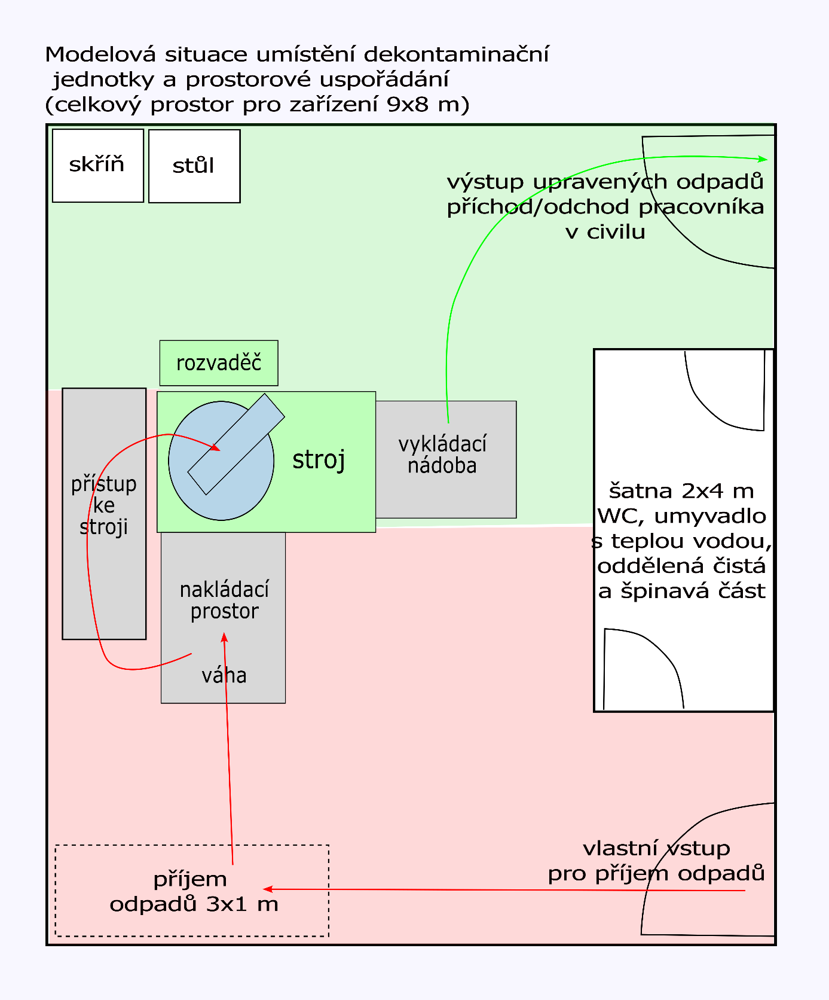 Modelová situace umístění dekontaminační
jednotky a prostorové uspořádání
(celkový prostor pro zařízení 9x8 m)
skříň
stůl
výstup upravených odpadů
příchod/odchod pracovníka
v civilu
rozvaděč
stroj
vykládací
nádoba
přístup
ke
stroji
šatna 2x4 m
WC, umyvadlo
s teplou vodou,
oddělená čistá
a špinavá část
nakládací
prostor
váha
vlastní vstup
pro příjem odpadů
příjem
odpadů 3x1 m